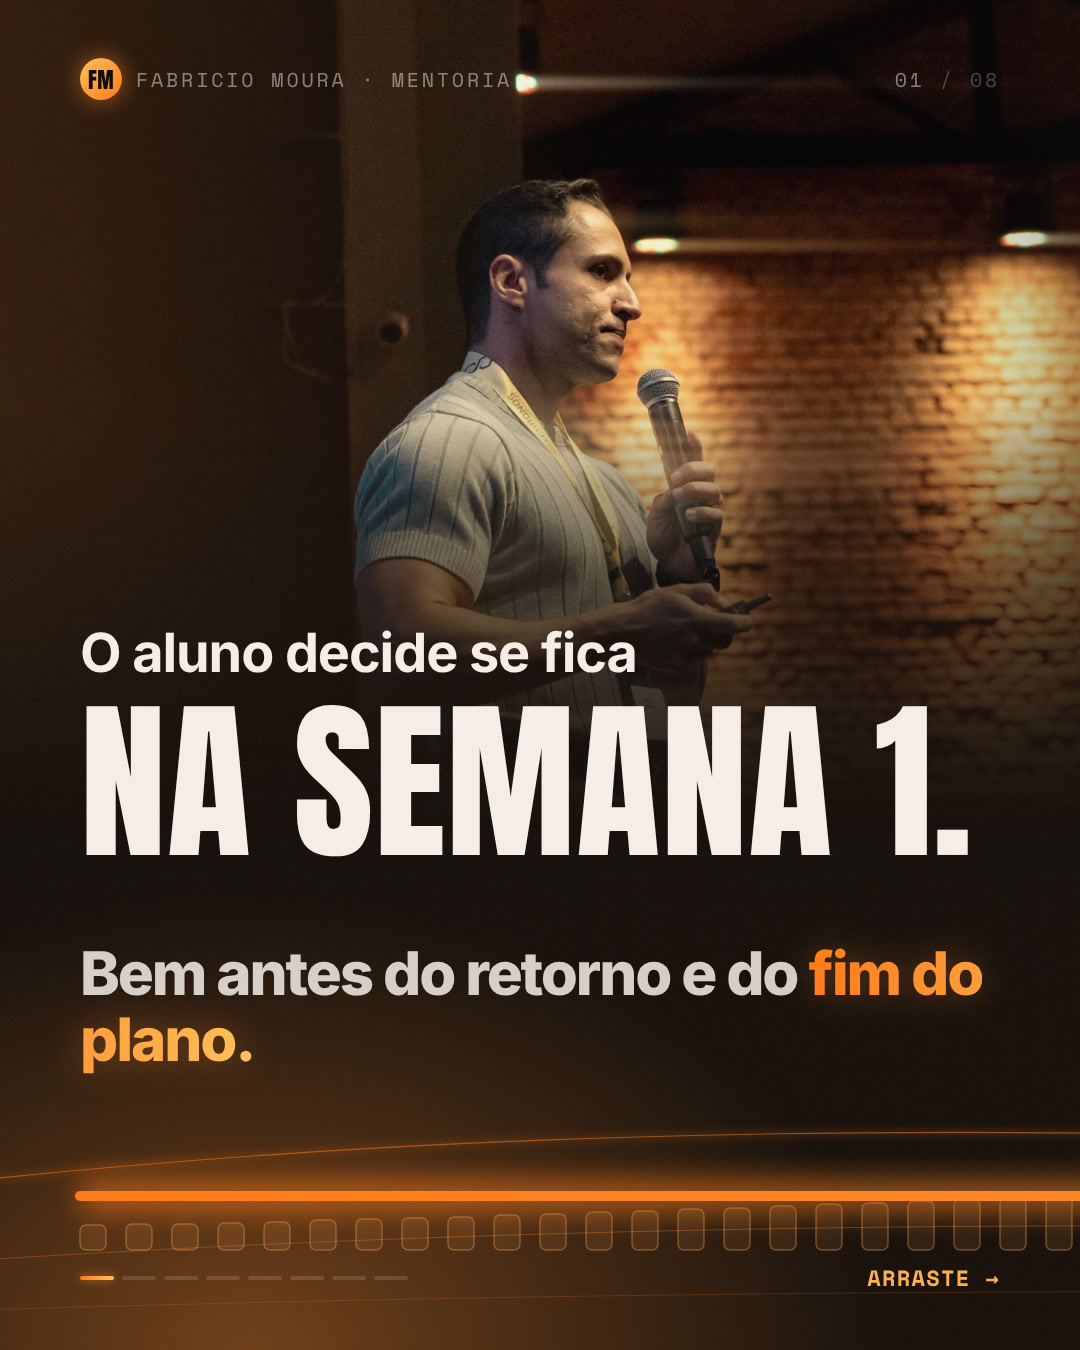 FM FABRICIO MOURA · MENTORIA 01 / 08
O aluno decide se fica
NA SEMANA 1.
Bem antes do retorno e do fim do
plano.
ARRASTE →